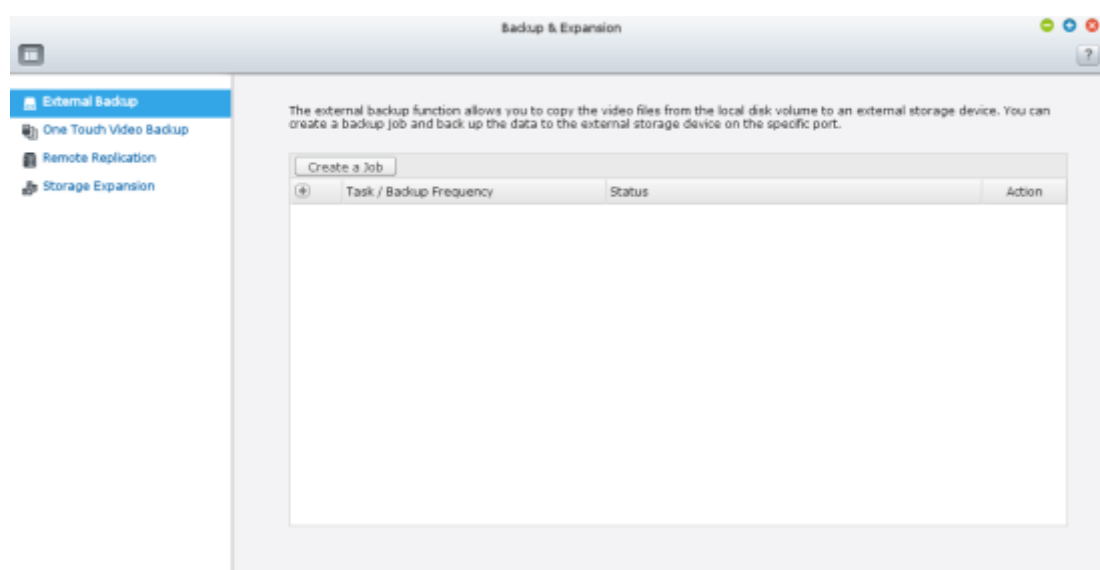 Backup & Expansion
?
External Backup
One Touch Video Backup
Remote Replication
Storage Expansion
The external backup function allows you to copy the video files from the local disk volume to an external storage device. You can
create a backup job and back up the data to the external storage device on the specific port.
Create a Job
Task / Backup Frequency Status Action